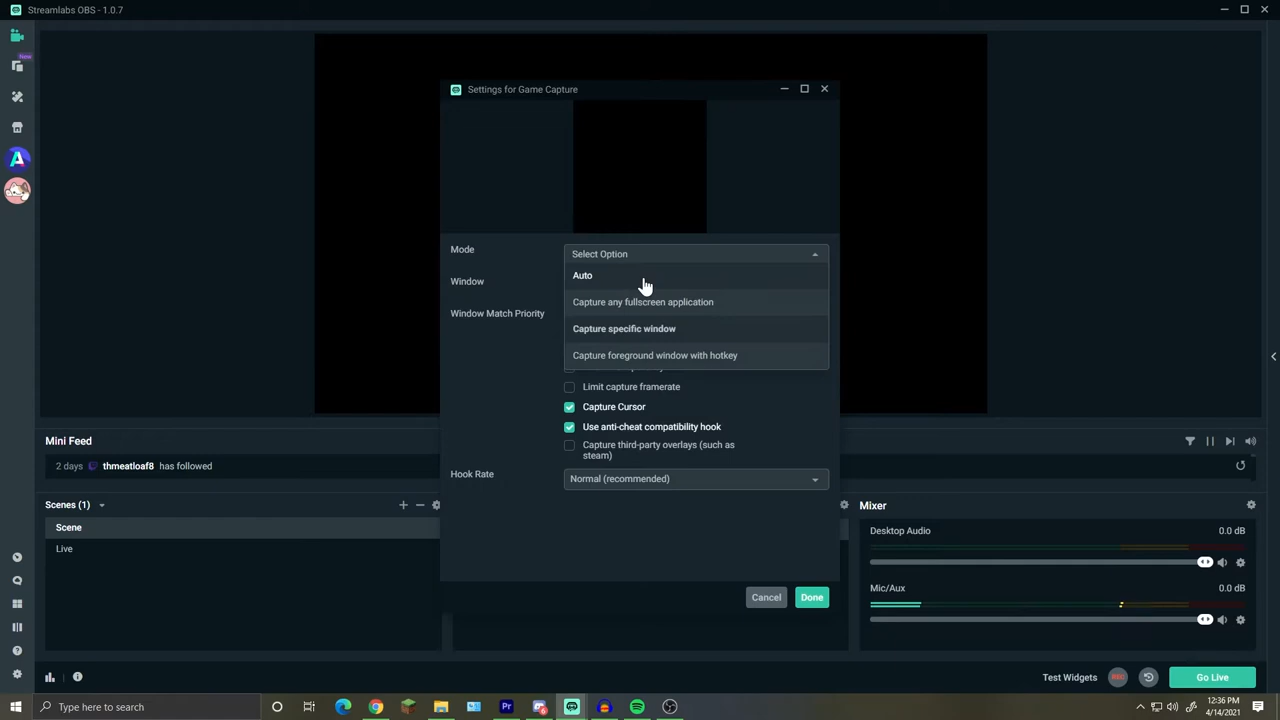 Streamlabs OBS - 1.0.7
New
Settings for Game Capture
Mode
Select Option
Auto
Window
Capture any fullscreen application
Window Match Priority
Capture specific window
Capture foreground window with hotkey
Limit capture framerate
Capture Cursor
Use anti-cheat compatibility hook
Capture third-party overlays (such as
steam)
Hook Rate
Normal (recommended)
Cancel
Done
Mini Feed
2 days
thmeatloaf8 has followed
Scenes (1)
Scene
Live
Mixer
Desktop Audio
0.0 dB
Mic/Aux
0.0 dB
Test Widgets
REC
Go Live
Type here to search
Pr
12:36 PM
4/14/2021